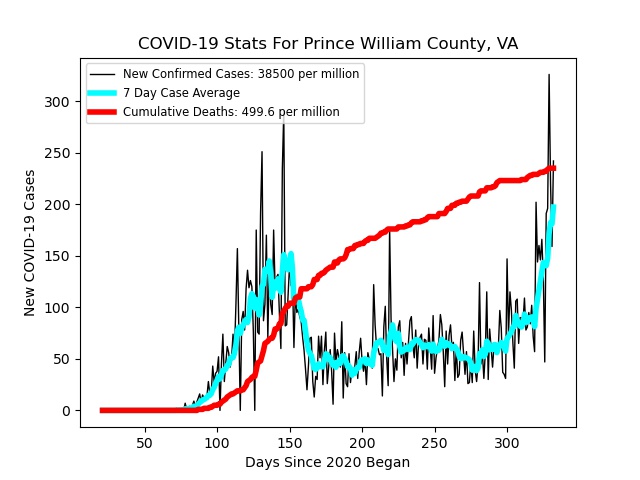 COVID-19 Stats For Prince William County, VA
New Confirmed Cases: 38500 per million
7 Day Case Average
Cumulative Deaths: 499.6 per million
New COVID-19 Cases
300
250
200
150
100
50
0
50
100
150
200
250
300
Days Since 2020 Began